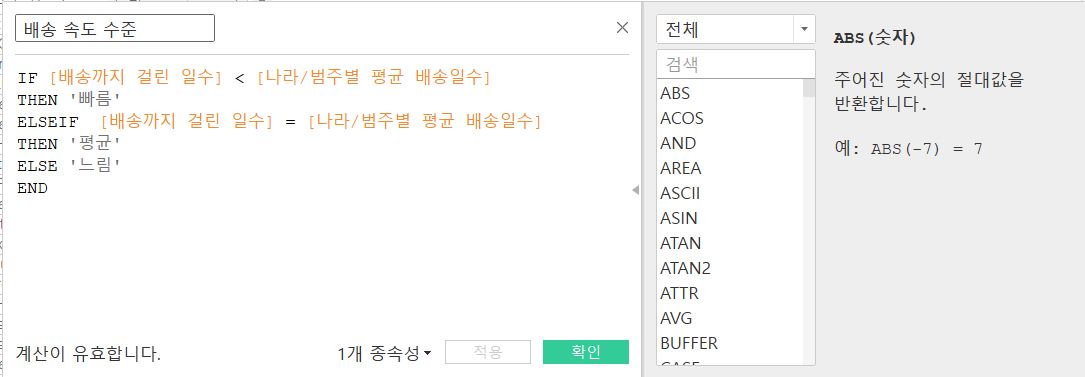 배송 속도 수준
IF [배송까지 걸린 일수] < [나라/범주별 평균 배송일수]
THEN '빠름'
ELSEIF  [배송까지 걸린 일수] = [나라/범주별 평균 배송일수]
THEN '평균'
ELSE '느림'
END
계산이 유효합니다.
1개 종속성
적용
확인
전체
검색
ABS
ACOS
AND
AREA
ASCII
ASIN
ATAN
ATAN2
ATTR
AVG
BUFFER
ABS(숫자)
주어진 숫자의 절대값을
반환합니다.
예: ABS(-7) = 7